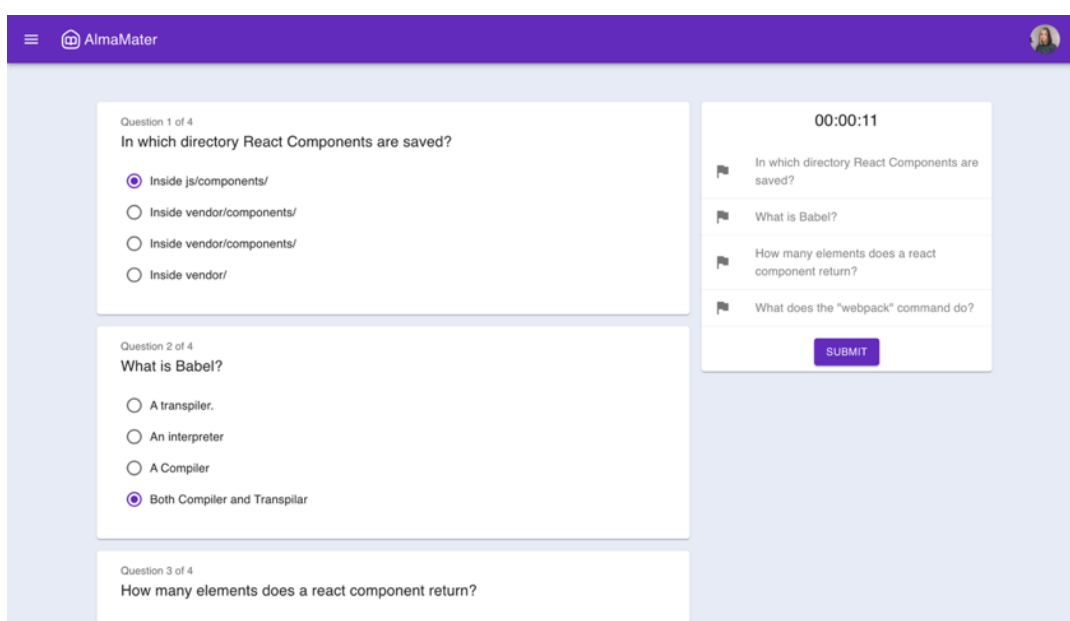 AlmaMater
Question 1 of 4
In which directory React Components are saved?
Inside js/components/
Inside vendor/components/
Inside vendor/components/
Inside vendor/
Question 2 of 4
What is Babel?
A transpiler.
An interpreter
A Compiler
Both Compiler and Transpilar
Question 3 of 4
How many elements does a react component return?
00:00:11
In which directory React Components are
saved?
What is Babel?
How many elements does a react
component return?
What does the "webpack" command do?
SUBMIT